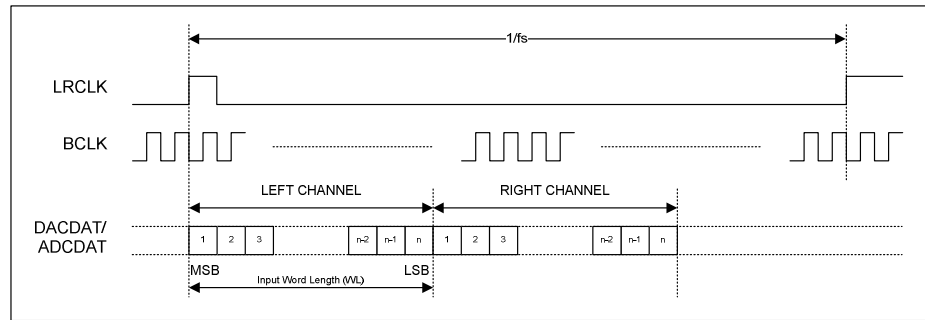 1/fs
LRCLK
BCLK
LEFT CHANNEL
RIGHT CHANNEL
DACDAT/
ADCDAT
1 2 3 n-2 n-1 n 1 2 3 n-2 n-1 n
MSB
LSB
Input Word Length (WL)